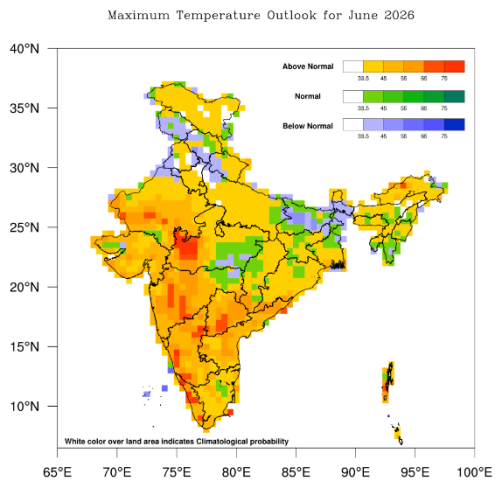 Maximum Temperature Outlook for June 2026
40°N
35°N
30°N
25°N
20°N
15°N
10°N
Above Normal
33.5 45 55 65 75
Normal
33.5 45 55 65 75
Below Normal
33.5 45 55 65 75
White color over land area indicates Climatological probability
65°E 70°E 75°E 80°E 85°E 90°E 95°E 100°E